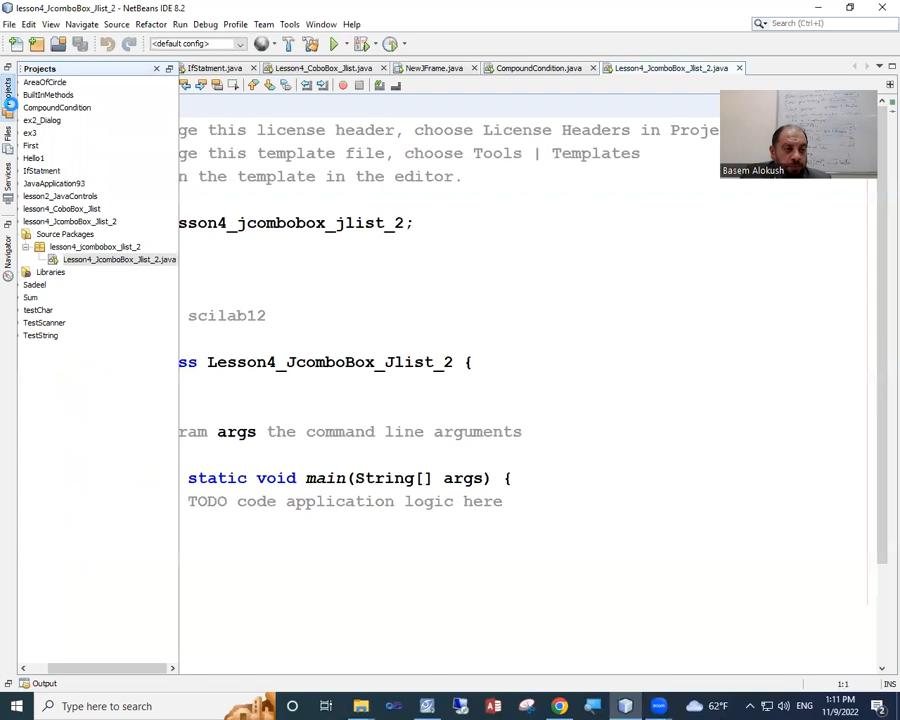 lesson4_JcomboBox_Jlist_2 - NetBeans IDE 8.2
File Edit View Navigate Source Refactor Run Debug Profile Team Tools Window Help
Search (Ctrl+I)
<default config>
Projects
IfStatment.java
Lesson4_CoboBox_Jlist.java
NewJFrame.java
CompoundCondition.java
Lesson4_JcomboBox_Jlist_2.java
AreaOfCircle
BuiltInMethods
CompoundCondition
ex2_Dialog
ex3
First
Hello1
IfStatment
JavaApplication93
lesson2_JavaControls
lesson4_CoboBox_Jlist
lesson4_JcomboBox_Jlist_2
Source Packages
lesson4_jcombobox_jlist_2
Lesson4_JcomboBox_Jlist_2.java
Libraries
Sadeel
Sum
testChar
TestScanner
TestString
Files
Services
Navigator
ge this license header, choose License Headers in Proje
ge this template file, choose Tools | Templates
n the template in the editor.
sson4_jcombobox_jlist_2;
scilab12
ss Lesson4_JcomboBox_Jlist_2 {
ram args the command line arguments
static void main(String[] args) {
TODO code application logic here
Basem Alokush
Output
1:1
INS
Type here to search
zoom
62°F
ENG
1:11 PM
11/9/2022
2